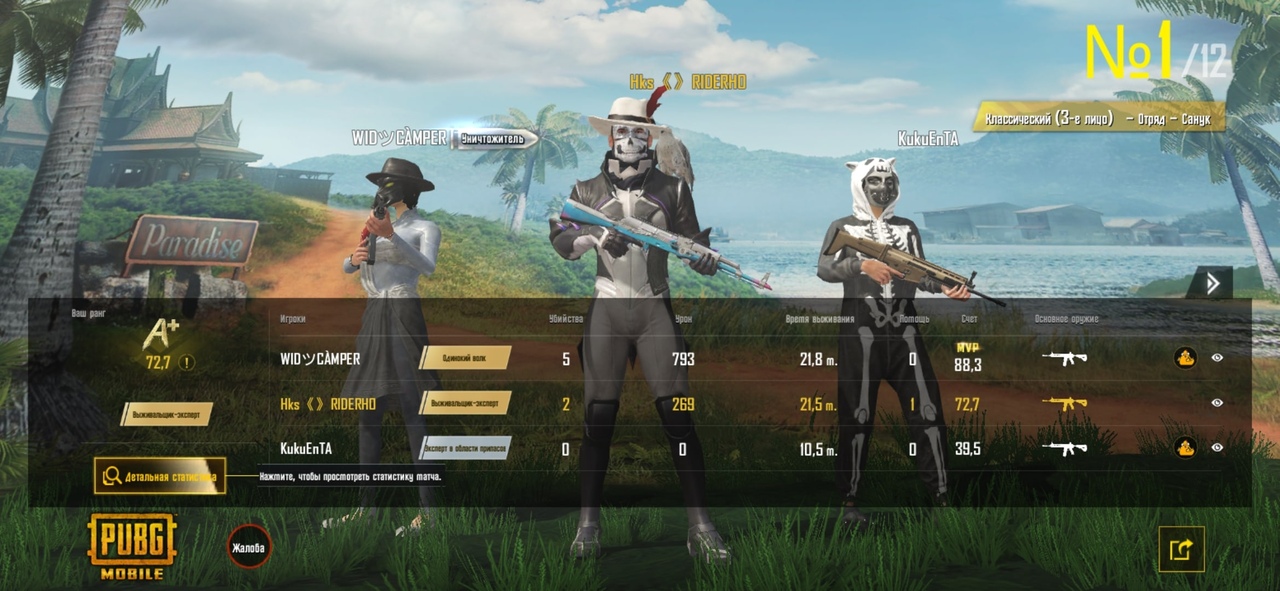 №1/12
Hks 《》 RIDERHO
Классический (3-е лицо) – Отряд – Санук
WIDツCÀMPER Уничтожитель
KukuEnTA
Paradise
Ваш ранг
Игроки Убийства Урон Время выживания Помощь Счет Основное оружие
A+
72,7 !
WIDツCÀMPER Одинокий волк 5 793 21,8 m. 0 MVP 88,3
Hks 《》 RIDERHO Выживальщик-эксперт 2 269 21,5 m. 1 72,7
Выживальщик-эксперт
KukuEnTA Эксперт в области припасов 0 0 10,5 m. 0 39,5
Детальная статистика
Нажмите, чтобы просмотреть статистику матча.
PUBG
MOBILE
Жалоба